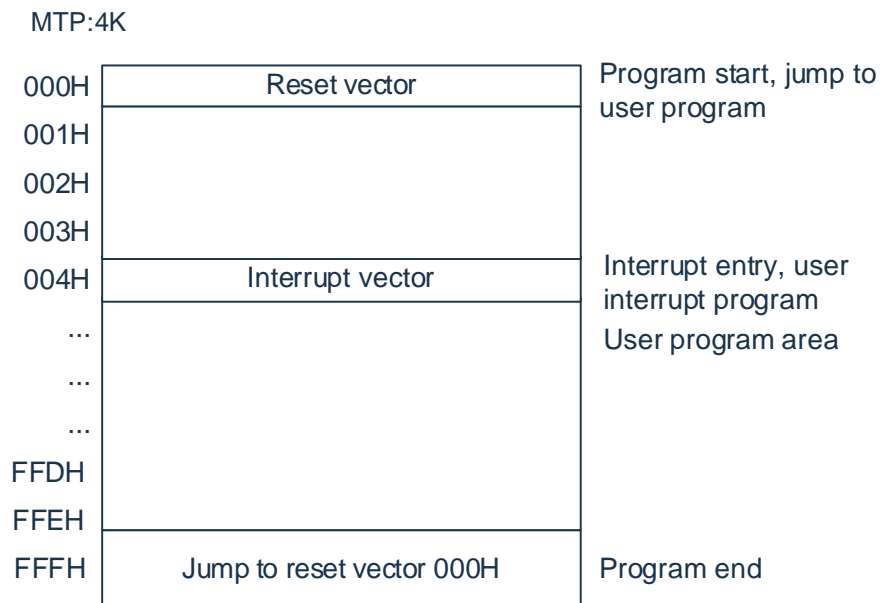 MTP:4K
000H
Reset vector
Program start, jump to
user program
001H
002H
003H
004H
Interrupt vector
Interrupt entry, user
interrupt program
...
User program area
...
...
FFDH
FFEH
FFFH
Jump to reset vector 000H
Program end